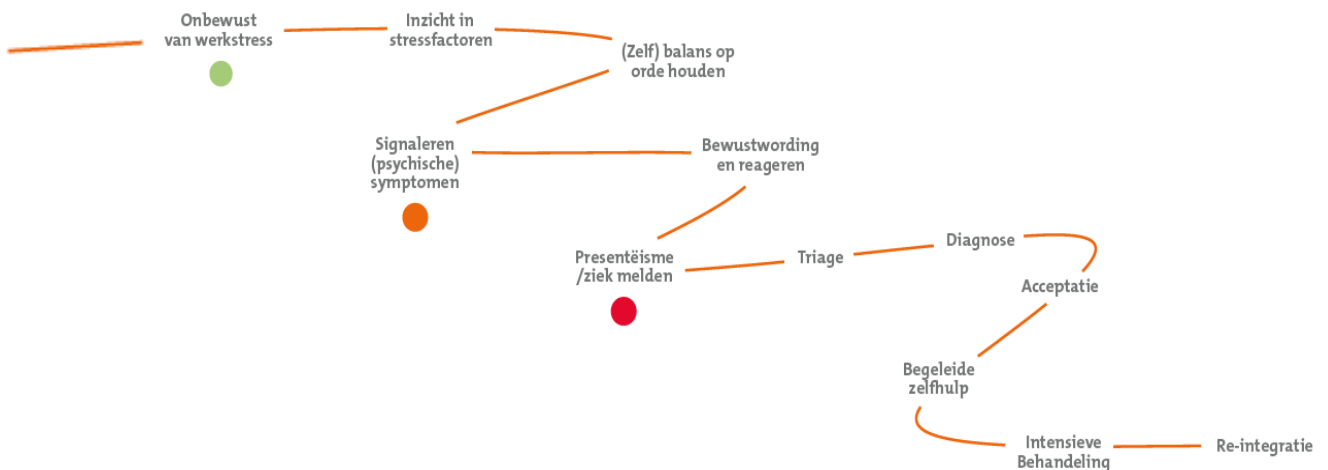 Onbewust
van werkstress
Inzicht in
stressfactoren
(Zelf) balans op
orde houden
Signaleren
(psychische)
symptomen
Bewustwording
en reageren
Presentëisme
/ziek melden
Triage
Diagnose
Acceptatie
Begeleide
zelfhulp
Intensieve
Behandeling
Re-integratie